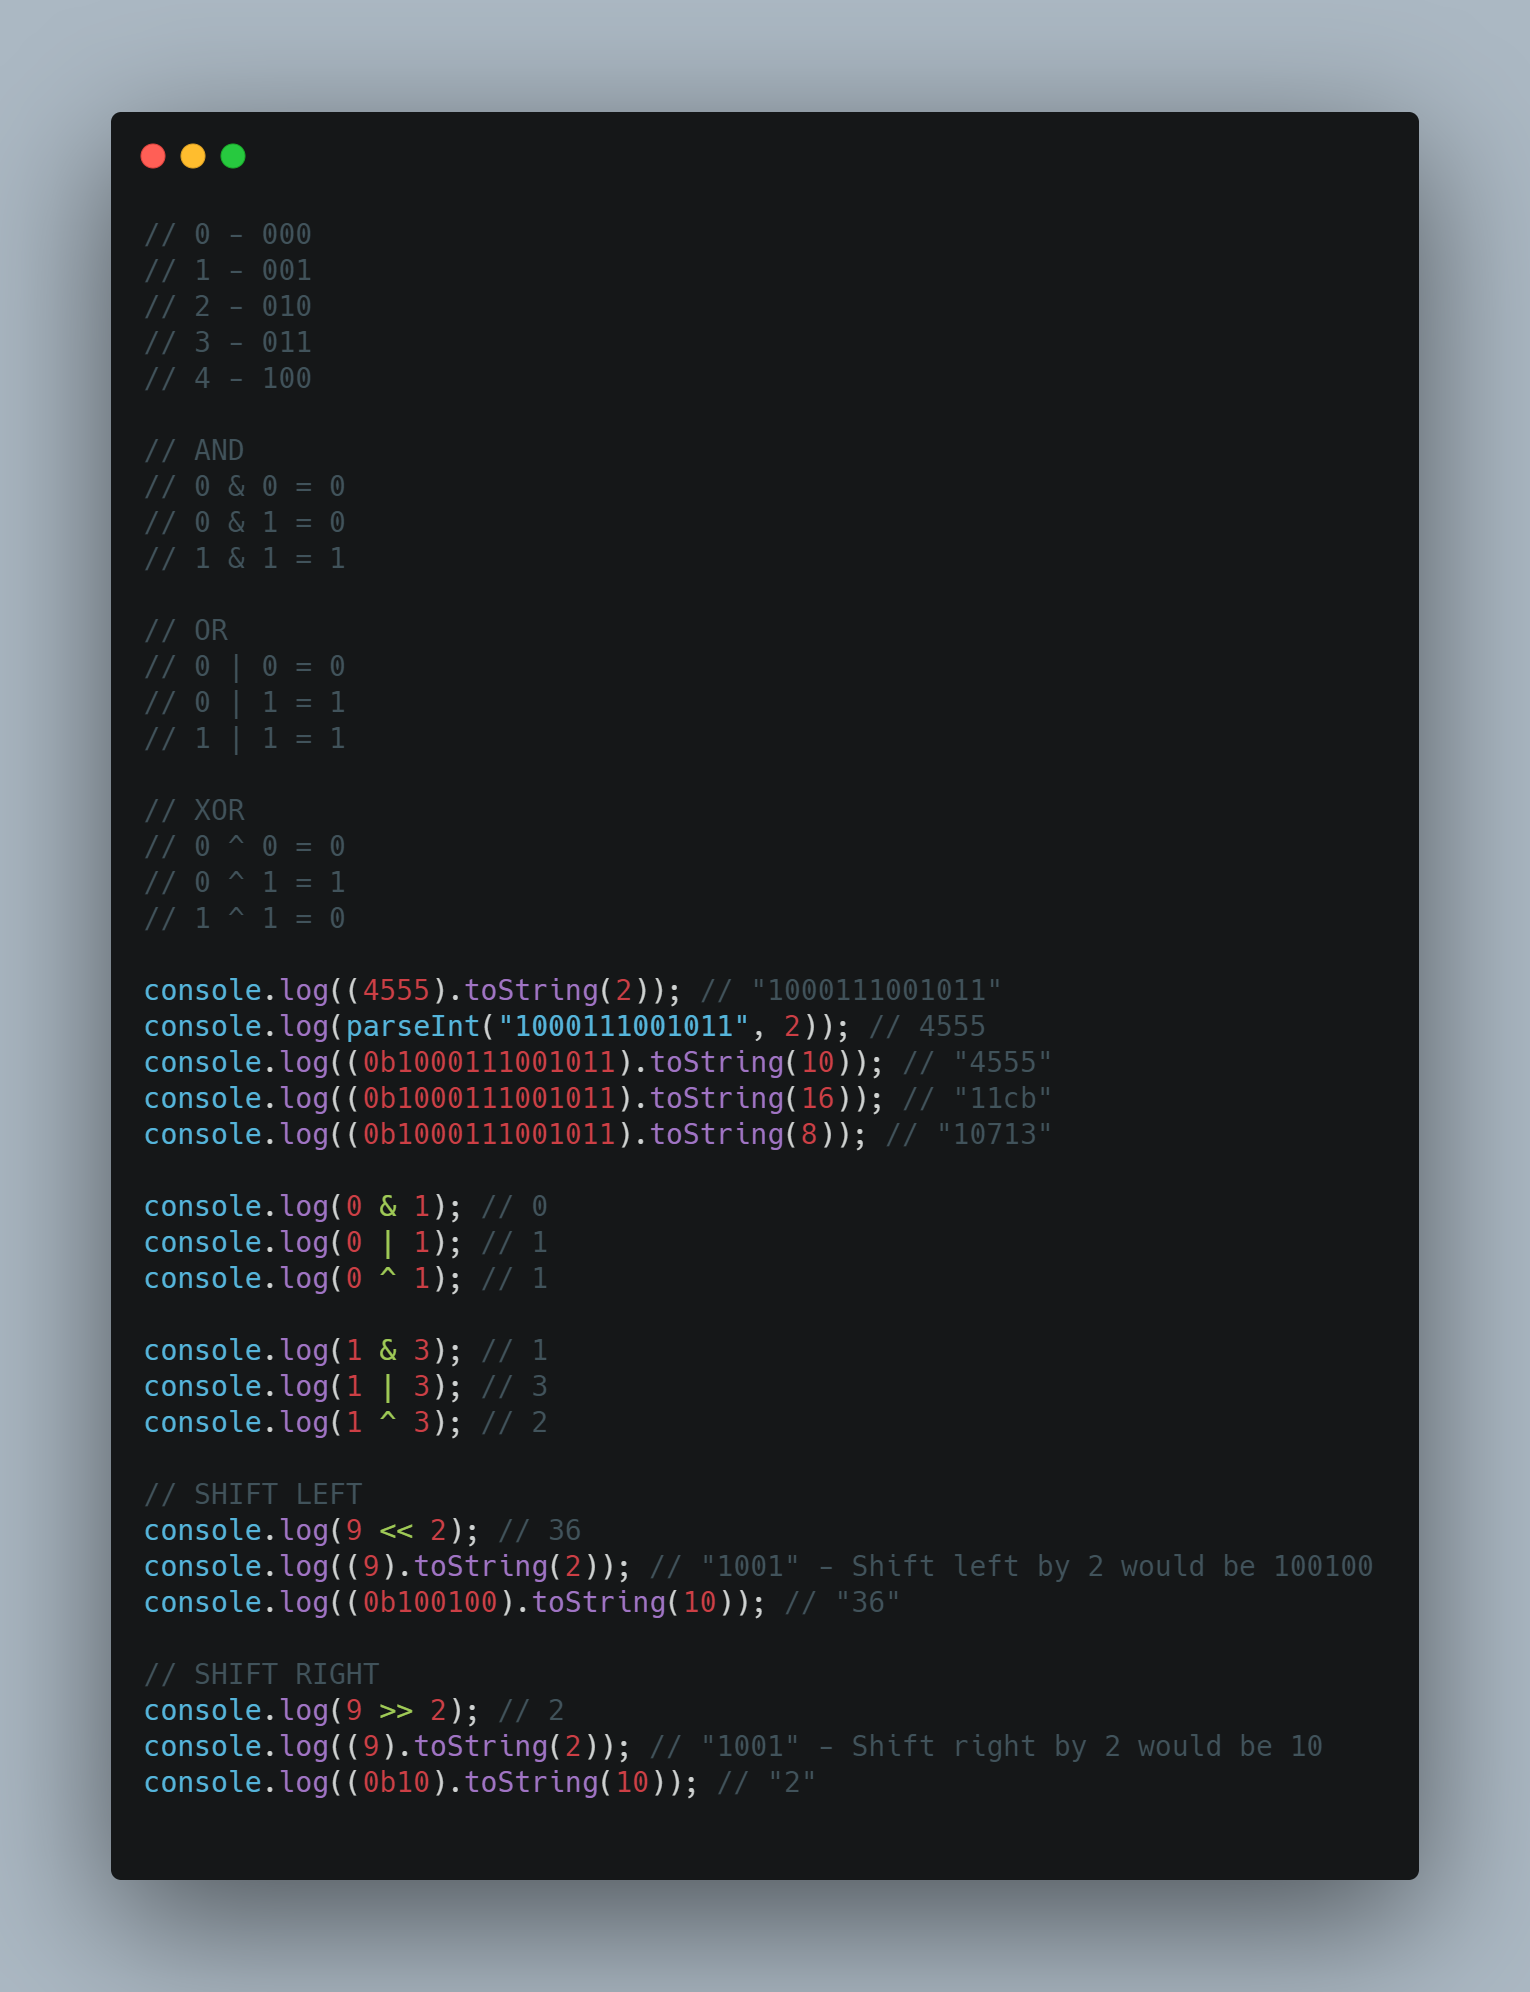 // 0 - 000
// 1 - 001
// 2 - 010
// 3 - 011
// 4 - 100
// AND
// 0 & 0 = 0
// 0 & 1 = 0
// 1 & 1 = 1
// OR
// 0 | 0 = 0
// 0 | 1 = 1
// 1 | 1 = 1
// XOR
// 0 ^ 0 = 0
// 0 ^ 1 = 1
// 1 ^ 1 = 0
console.log((4555).toString(2)); // "1000111001011"
console.log(parseInt("1000111001011", 2)); // 4555
console.log((0b1000111001011).toString(10)); // "4555"
console.log((0b1000111001011).toString(16)); // "11cb"
console.log((0b1000111001011).toString(8)); // "10713"
console.log(0 & 1); // 0
console.log(0 | 1); // 1
console.log(0 ^ 1); // 1
console.log(1 & 3); // 1
console.log(1 | 3); // 3
console.log(1 ^ 3); // 2
// SHIFT LEFT
console.log(9 << 2); // 36
console.log((9).toString(2)); // "1001" - Shift left by 2 would be 100100
console.log((0b100100).toString(10)); // "36"
// SHIFT RIGHT
console.log(9 >> 2); // 2
console.log((9).toString(2)); // "1001" - Shift right by 2 would be 10
console.log((0b10).toString(10)); // "2"